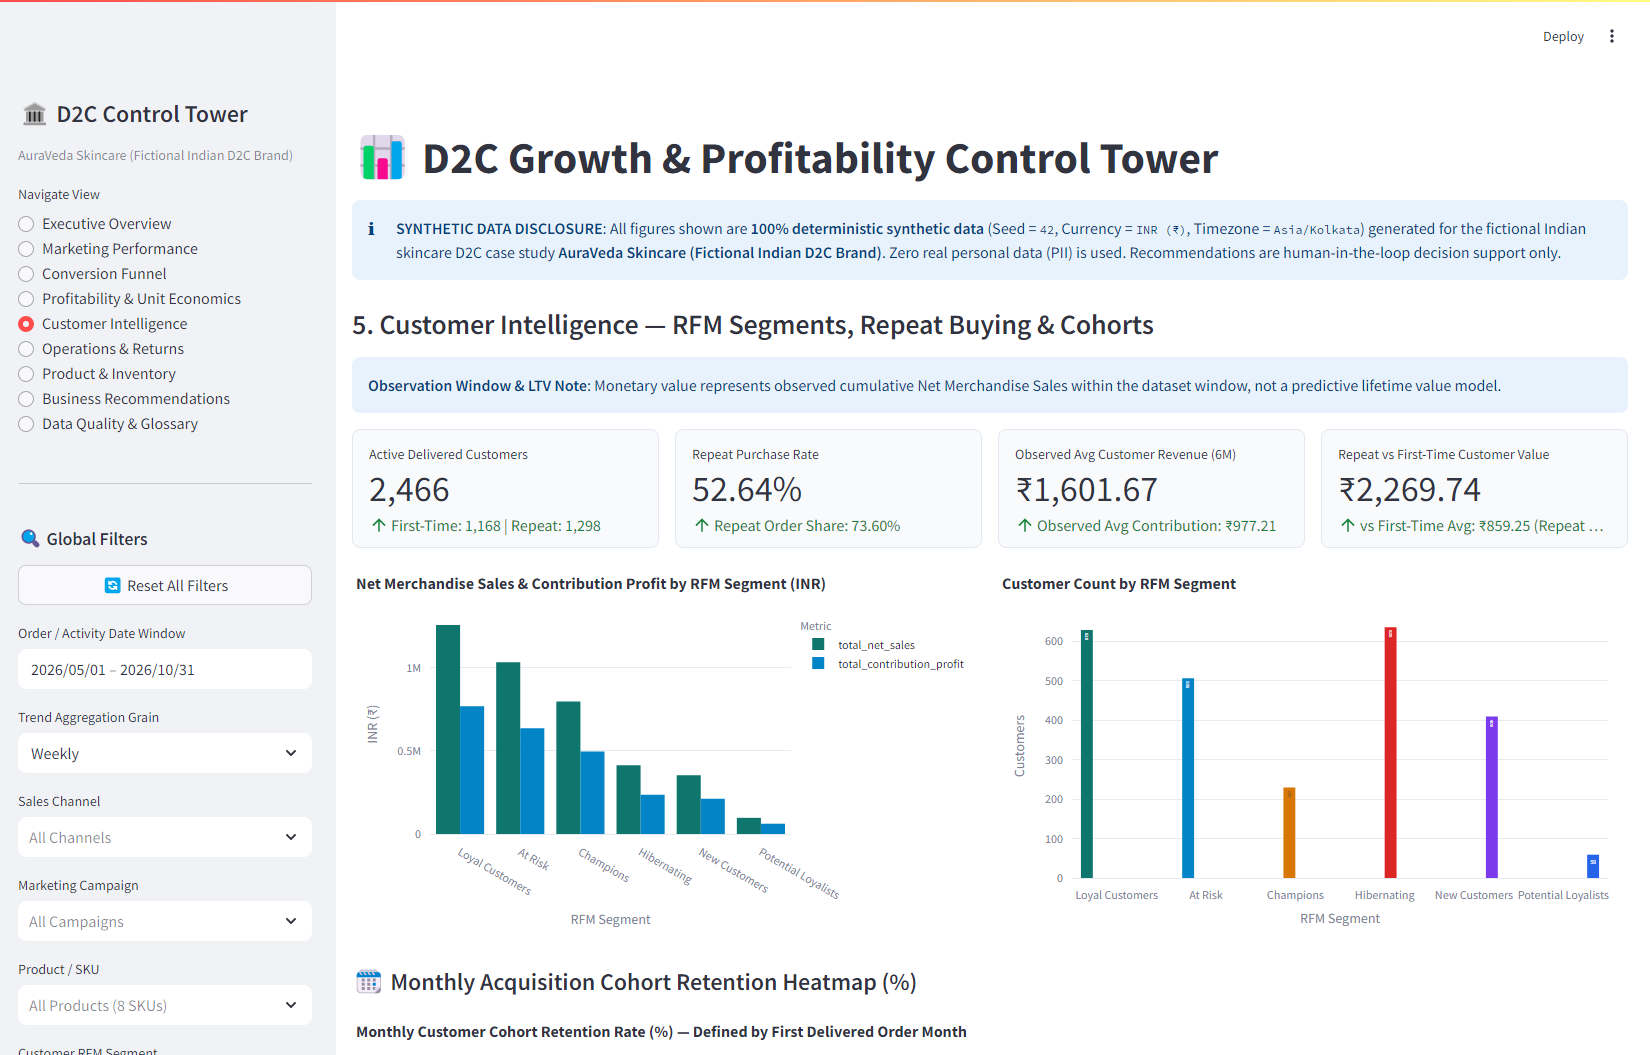 Deploy
D2C Control Tower
AuraVeda Skincare (Fictional Indian D2C Brand)
Navigate View
Executive Overview
Marketing Performance
Conversion Funnel
Profitability & Unit Economics
Customer Intelligence
Operations & Returns
Product & Inventory
Business Recommendations
Data Quality & Glossary
Global Filters
Reset All Filters
Order / Activity Date Window
2026/05/01 – 2026/10/31
Trend Aggregation Grain
Weekly
Sales Channel
All Channels
Marketing Campaign
All Campaigns
Product / SKU
All Products (8 SKUs)
Customer RFM Segment
D2C Growth & Profitability Control Tower
SYNTHETIC DATA DISCLOSURE: All figures shown are 100% deterministic synthetic data (Seed = 42, Currency = INR (₹), Timezone = Asia/Kolkata) generated for the fictional Indian
skincare D2C case study AuraVeda Skincare (Fictional Indian D2C Brand). Zero real personal data (PII) is used. Recommendations are human-in-the-loop decision support only.
5. Customer Intelligence — RFM Segments, Repeat Buying & Cohorts
Observation Window & LTV Note: Monetary value represents observed cumulative Net Merchandise Sales within the dataset window, not a predictive lifetime value model.
Active Delivered Customers
2,466
↑ First-Time: 1,168 | Repeat: 1,298
Repeat Purchase Rate
52.64%
↑ Repeat Order Share: 73.60%
Observed Avg Customer Revenue (6M)
₹1,601.67
↑ Observed Avg Contribution: ₹977.21
Repeat vs First-Time Customer Value
₹2,269.74
↑ vs First-Time Avg: ₹859.25 (Repeat ...
Net Merchandise Sales & Contribution Profit by RFM Segment (INR)
Metric
total_net_sales
total_contribution_profit
1M
0.5M
0
INR (₹)
Loyal Customers
At Risk
Champions
Hibernating
New Customers
Potential Loyalists
RFM Segment
Customer Count by RFM Segment
600
500
400
300
200
100
0
Customers
59
Loyal Customers
At Risk
Champions
Hibernating
New Customers
Potential Loyalists
RFM Segment
Monthly Acquisition Cohort Retention Heatmap (%)
Monthly Customer Cohort Retention Rate (%) — Defined by First Delivered Order Month